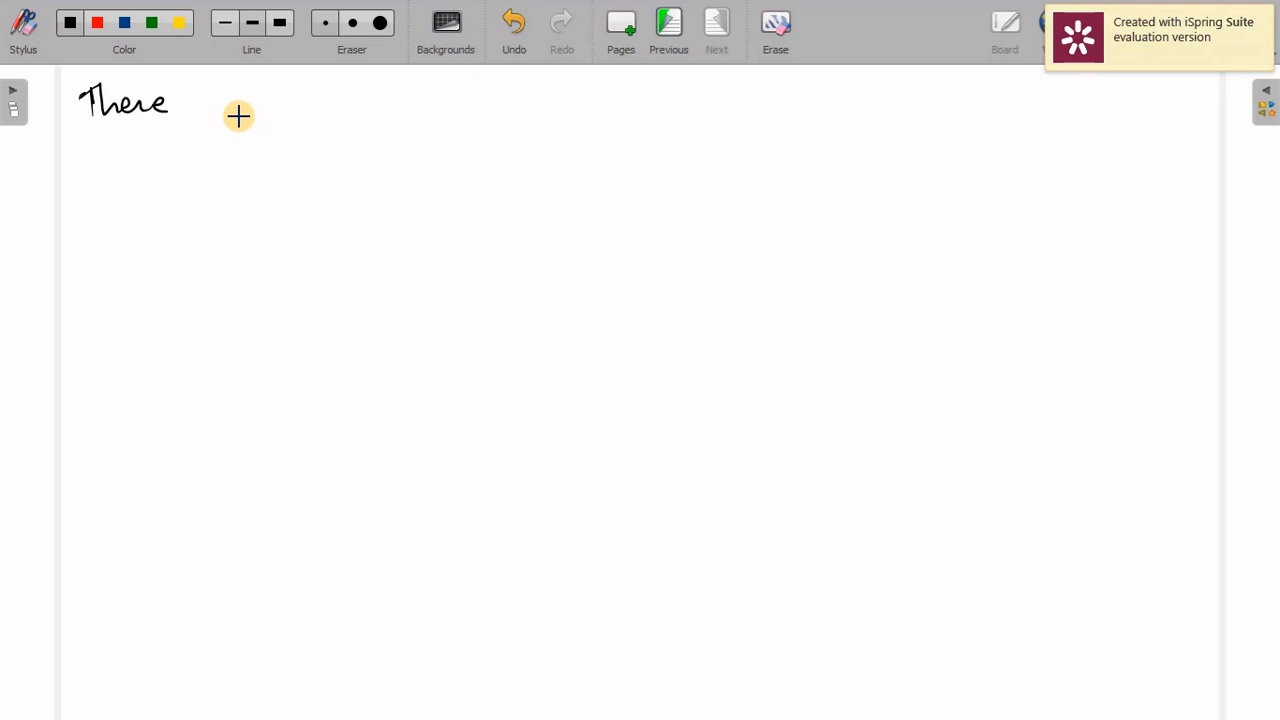 Stylus Color Line Eraser Backgrounds Undo Redo Pages Previous Next Erase Board
Created with iSpring Suite
evaluation version
There